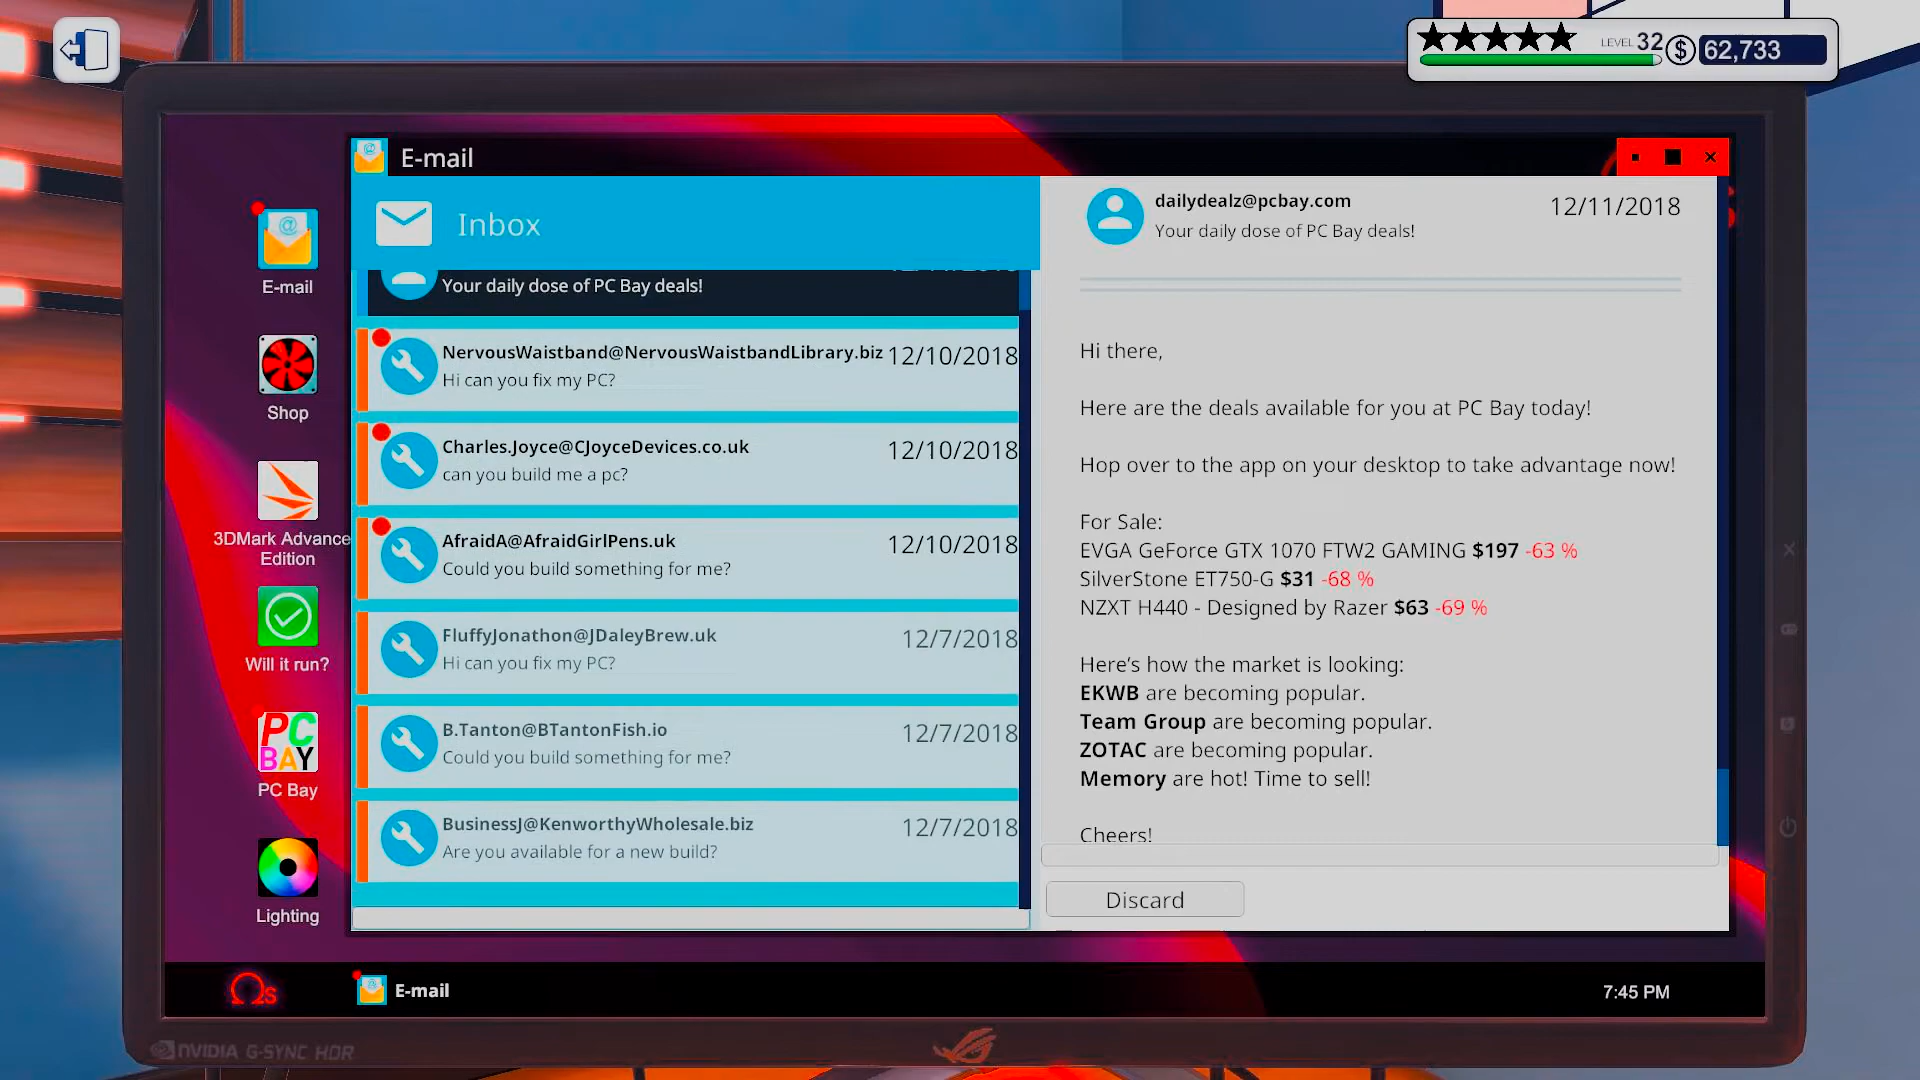 LEVEL 32
$ 62,733
E-mail
Inbox
Your daily dose of PC Bay deals!
NervousWaistband@NervousWaistbandLibrary.biz 12/10/2018
Hi can you fix my PC?
Charles.Joyce@CJoyceDevices.co.uk 12/10/2018
can you build me a pc?
AfraidA@AfraidGirlPens.uk 12/10/2018
Could you build something for me?
FluffyJonathon@JDaleyBrew.uk 12/7/2018
Hi can you fix my PC?
B.Tanton@BTantonFish.io 12/7/2018
Could you build something for me?
BusinessJ@KenworthyWholesale.biz 12/7/2018
Are you available for a new build?
dailydealz@pcbay.com 12/11/2018
Your daily dose of PC Bay deals!
Hi there,
Here are the deals available for you at PC Bay today!
Hop over to the app on your desktop to take advantage now!
For Sale:
EVGA GeForce GTX 1070 FTW2 GAMING $197 -63 %
SilverStone ET750-G $31 -68 %
NZXT H440 - Designed by Razer $63 -69 %
Here's how the market is looking:
EKWB are becoming popular.
Team Group are becoming popular.
ZOTAC are becoming popular.
Memory are hot! Time to sell!
Cheers!
Discard
E-mail
Shop
3DMark Advance
Edition
Will it run?
PC
BAY
PC Bay
Lighting
Ωs
E-mail
7:45 PM
NVIDIA G-SYNC HDR